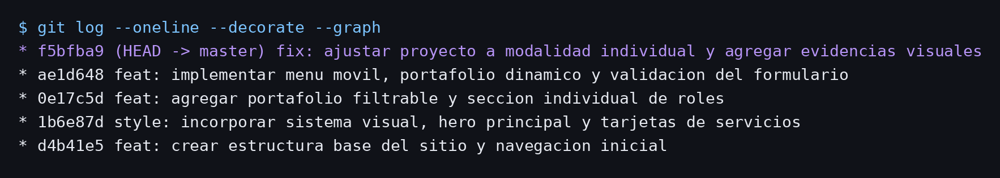 $ git log --oneline --decorate --graph
* f5bfba9 (HEAD -> master) fix: ajustar proyecto a modalidad individual y agregar evidencias visuales
* ae1d648 feat: implementar menu movil, portafolio dinamico y validacion del formulario
* 0e17c5d feat: agregar portafolio filtrable y seccion individual de roles
* 1b6e87d style: incorporar sistema visual, hero principal y tarjetas de servicios
* d4b41e5 feat: crear estructura base del sitio y navegacion inicial